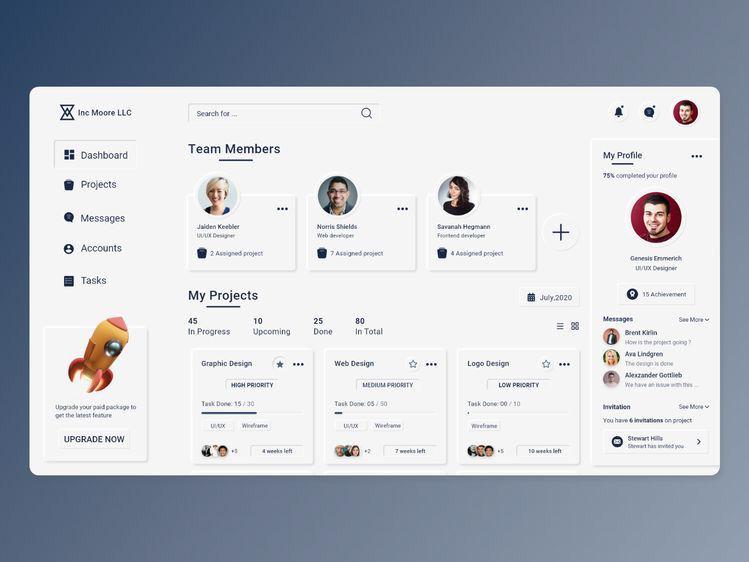 Inc Moore LLC
Search for ...
Dashboard
Projects
Messages
Accounts
Tasks
Upgrade your paid package to
get the latest feature
UPGRADE NOW
Team Members
Jaiden Keebler
UI/UX Designer
2 Assigned project
Norris Shields
Web developer
7 Assigned project
Savanah Hegmann
Frontend developer
4 Assigned project
My Projects
July,2020
45
In Progress
10
Upcoming
25
Done
80
In Total
Graphic Design
HIGH PRIORITY
Task Done: 15 / 30
UI/UX
Wireframe
+5
4 weeks left
Web Design
MEDIUM PRIORITY
Task Done: 05 / 50
UI/UX
Wireframe
+2
7 weeks left
Logo Design
LOW PRIORITY
Task Done: 00 / 10
Wireframe
+5
10 weeks left
My Profile
75% completed your profile
Genesis Emmerich
UI/UX Designer
15 Achievement
Messages
See More
Brent Kirlin
How is the project going ?
Ava Lindgren
The design is done
Alexzander Gottlieb
We have an issue with this ...
Invitation
See More
You have 6 invitations on project
Stewart Hills
Stewart has invited you